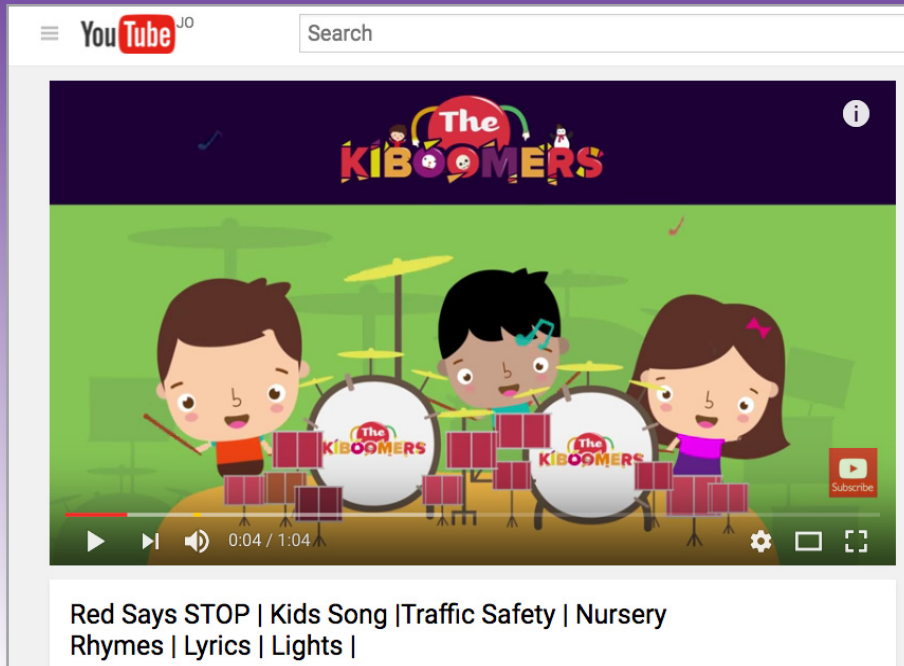 YouTube JO
Search
The
KIBOOMERS
i
The
KIBOOMERS
The
KIBOOMERS
Subscribe
0:04 / 1:04
Red Says STOP | Kids Song |Traffic Safety | Nursery
Rhymes | Lyrics | Lights |